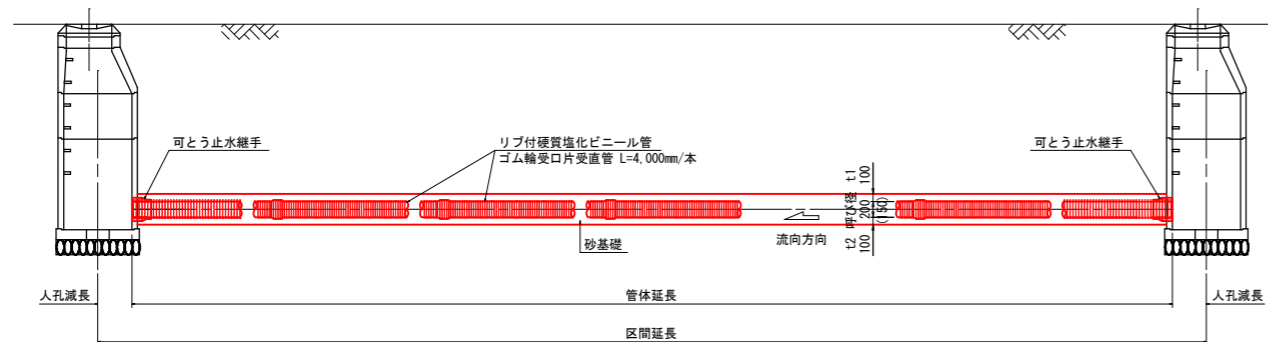 可とう止水継手
リブ付硬質塩化ビニール管
ゴム輪受口片受直管 L=4,000mm/本
可とう止水継手
t1
100
呼び径
200
(150)
t2
100
流向方向
砂基礎
人孔減長
管体延長
人孔減長
区間延長